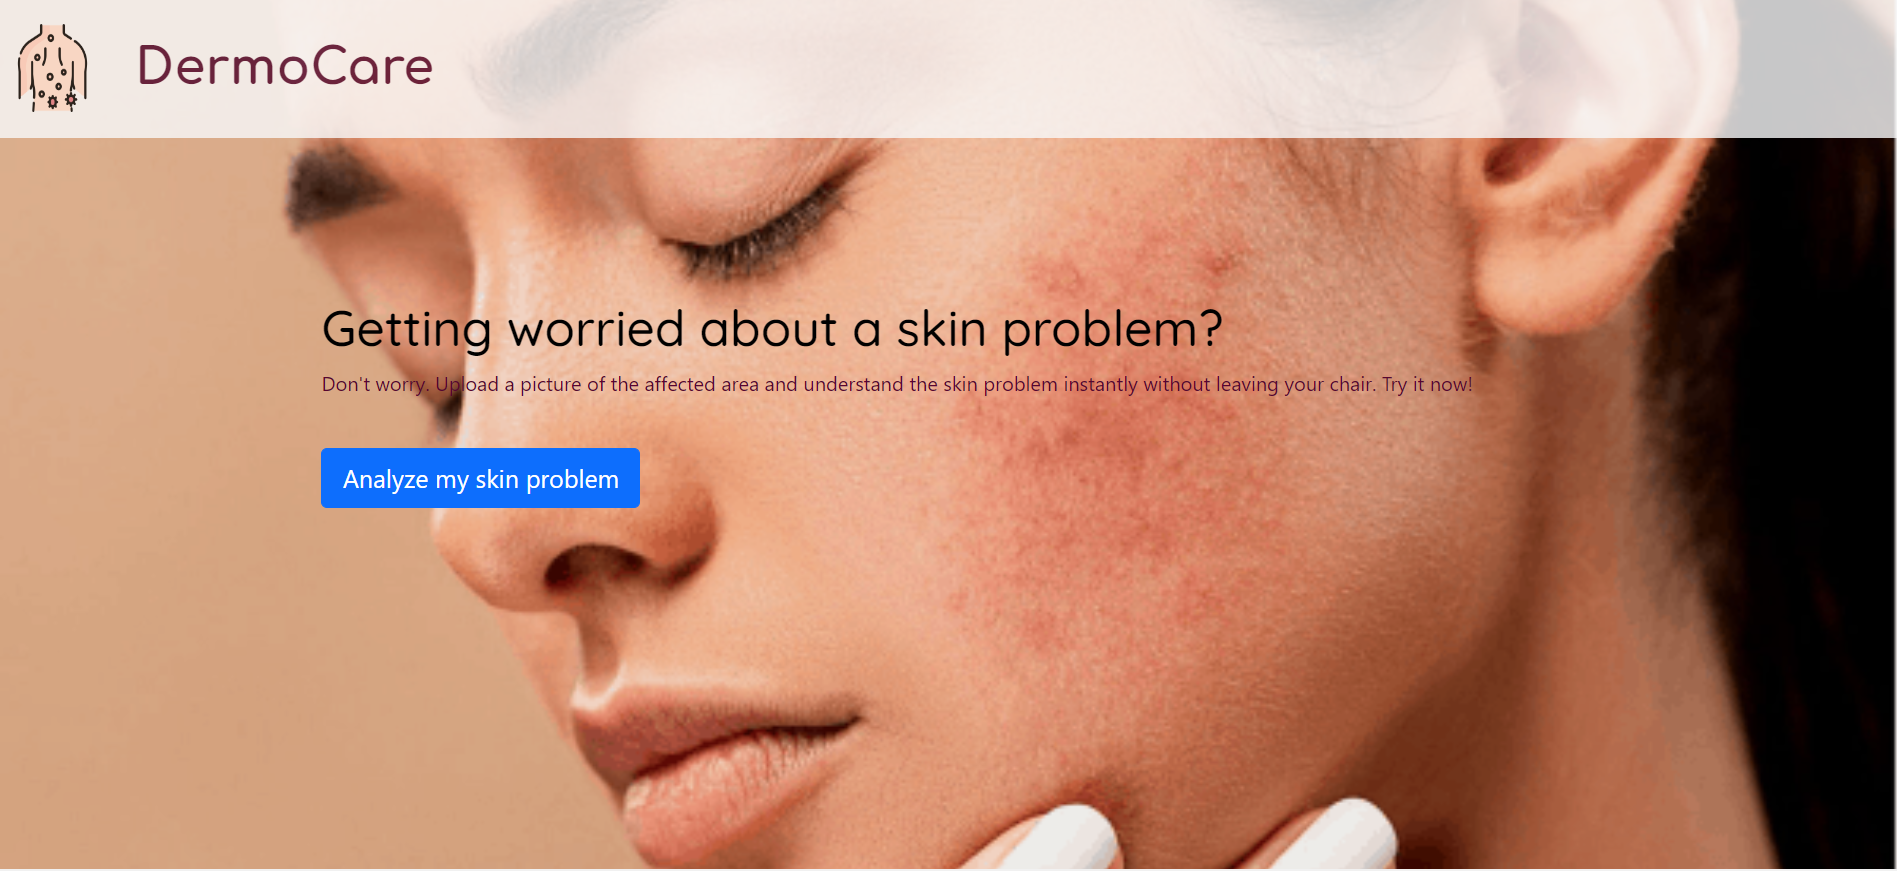 DermoCare
Getting worried about a skin problem?
Don't worry. Upload a picture of the affected area and understand the skin problem instantly without leaving your chair. Try it now!
Analyze my skin problem